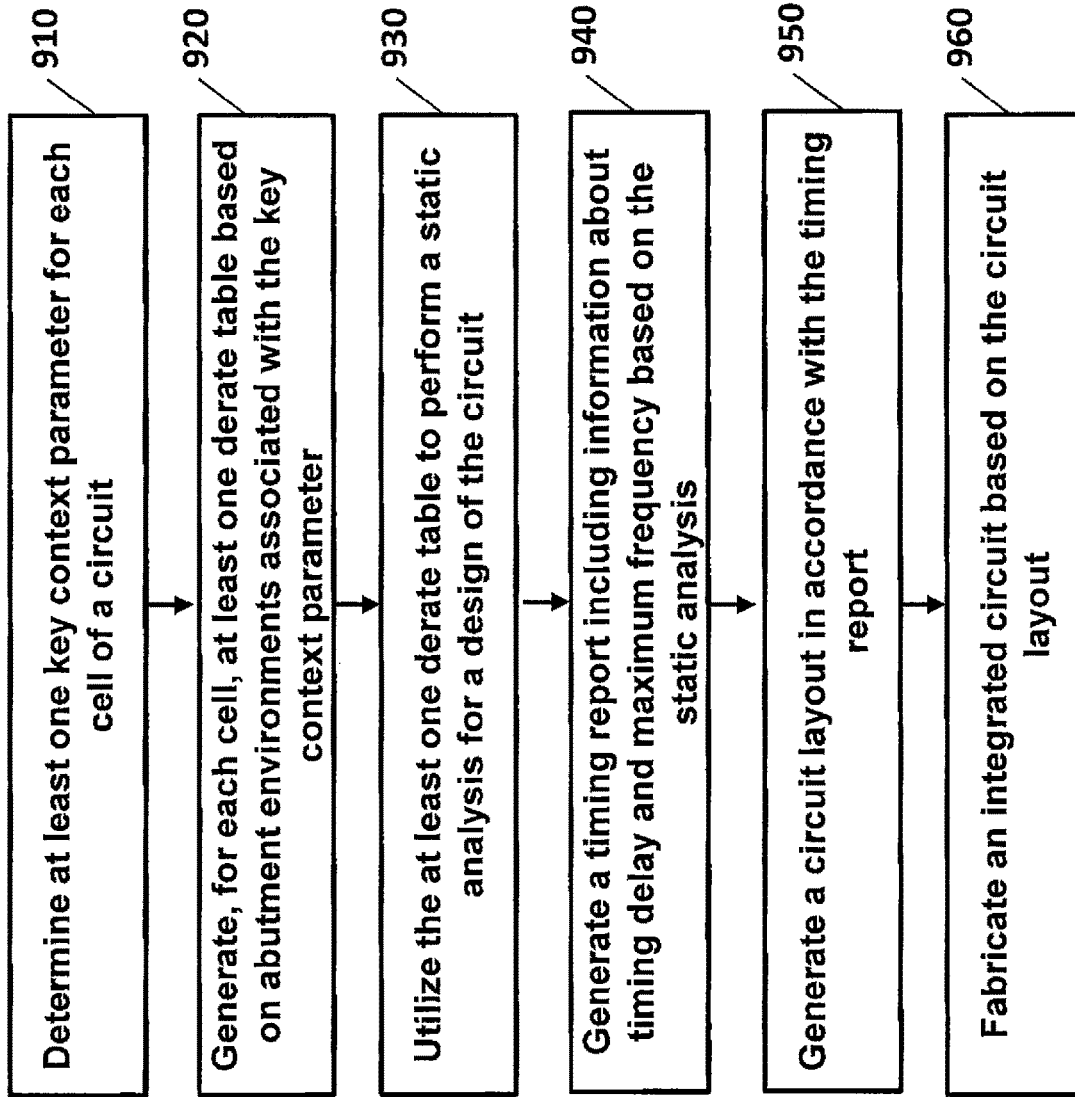 910
Determine at least one key context parameter for each
cell of a circuit
920
Generate, for each cell, at least one derate table based
on abutment environments associated with the key
context parameter
930
Utilize the at least one derate table to perform a static
analysis for a design of the circuit
940
Generate a timing report including information about
timing delay and maximum frequency based on the
static analysis
950
Generate a circuit layout in accordance with the timing
report
960
Fabricate an integrated circuit based on the circuit
layout